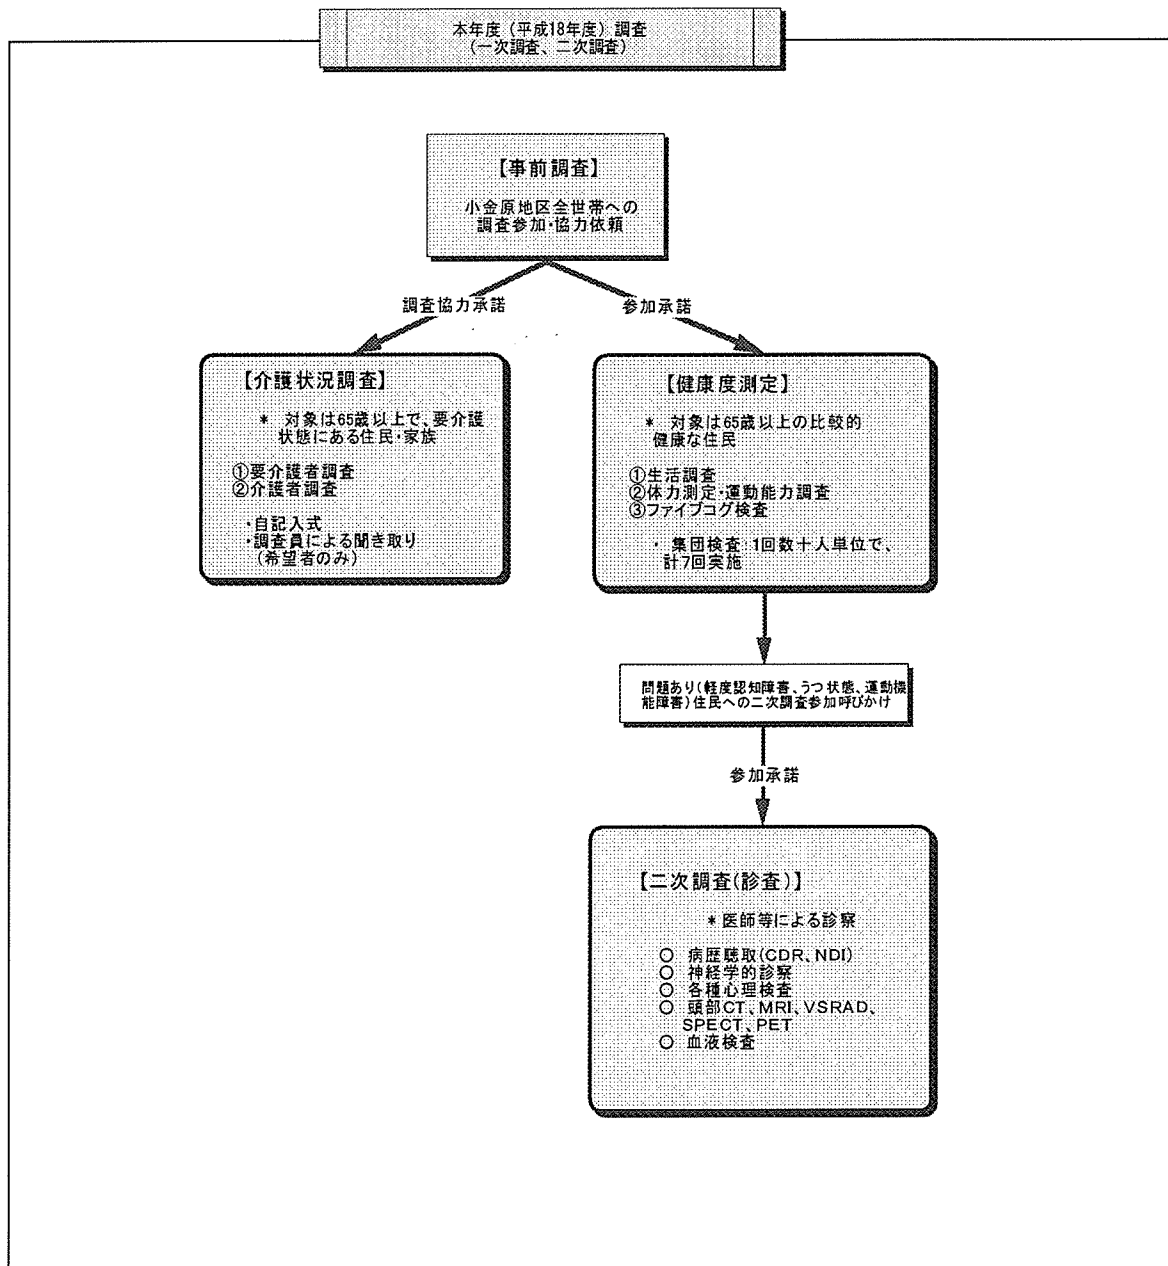 本年度（平成18年度）調査
（一次調査、二次調査）
【事前調査】
小金原地区全世帯への
調査参加・協力依頼
調査協力承諾
参加承諾
【介護状況調査】
* 対象は65歳以上で、要介護
状態にある住民・家族
①要介護者調査
②介護者調査
・自記入式
・調査員による聞き取り
（希望者のみ）
【健康度測定】
* 対象は65歳以上の比較的
健康な住民
①生活調査
②体力測定・運動能力調査
③ファイブコグ検査
・ 集団検査：1回数十人単位で、
計7回実施
問題あり（軽度認知障害、うつ状態、運動機
能障害）住民への二次調査参加呼びかけ
参加承諾
【二次調査（診査）】
* 医師等による診察
○ 病歴聴取（CDR、NDI）
○ 神経学的診察
○ 各種心理検査
○ 頭部CT、MRI、VSRAD、
SPECT、PET
○ 血液検査